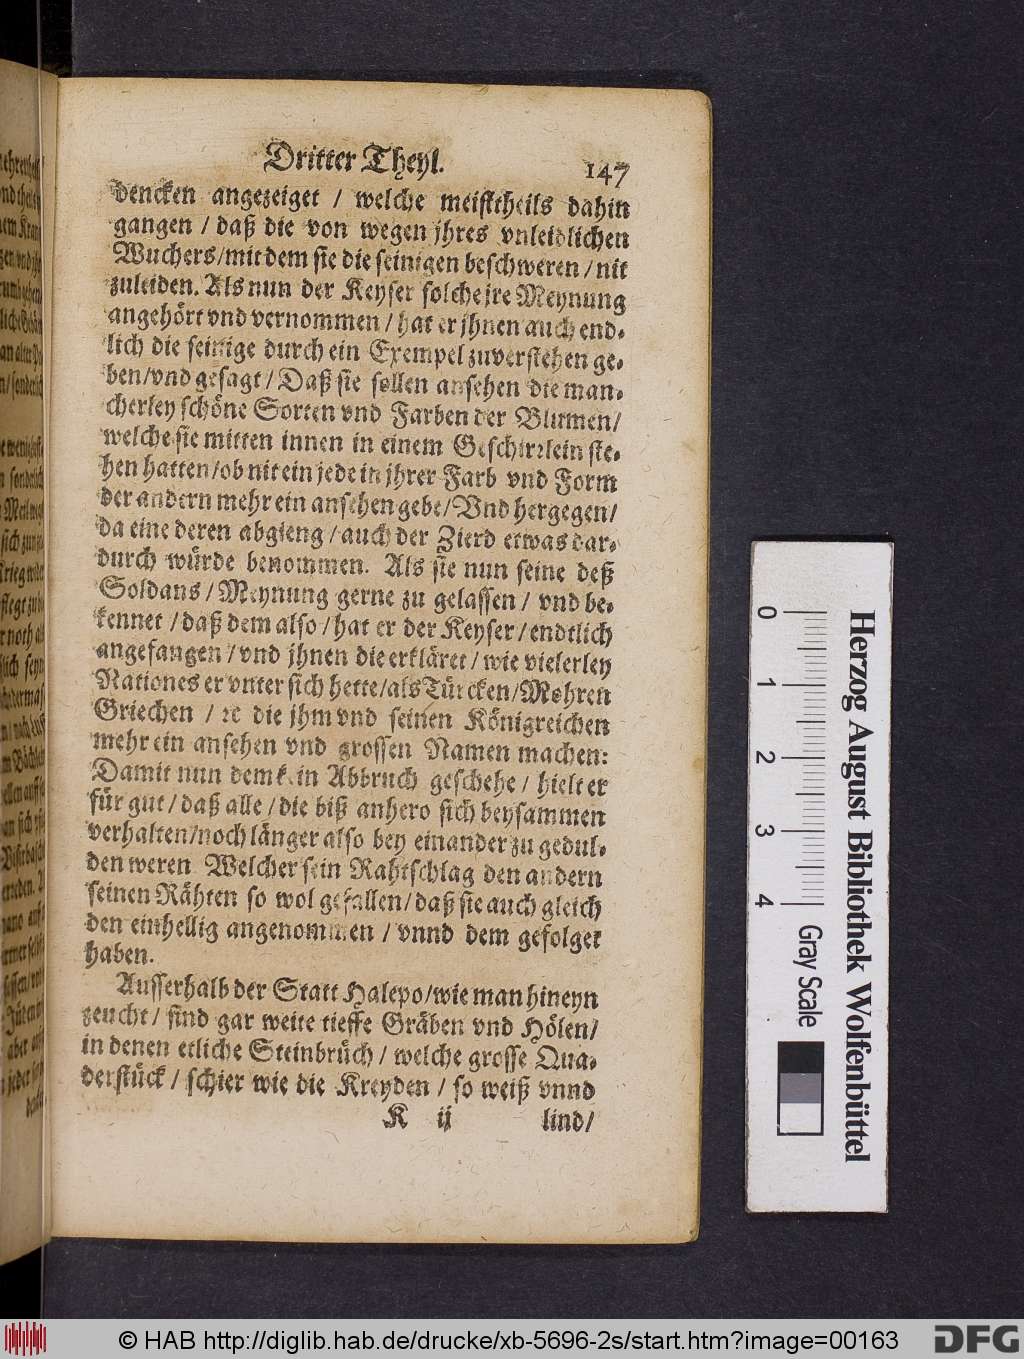 Dritter Theyl. 147
dencken angezeiget / welche meisttheils dahin
gangen / daß die von wegen jhres vnleidlichen
Wuchers/mit dem sie die seinigen beschweren / nit
zuleiden. Als nun der Keyser solche jre Meynung
angehört vnd vernommen / hat er jhnen auch end-
lich die seinige durch ein Exempel zuverstehen ge-
ben/vnd gesagt / Daß sie sollen ansehen die man-
cherley schöne Sorten vnd Farben der Blumen/
welche sie mitten innen in einem Geschirrlein ste-
hen hatten/ob nit ein jede in jhrer Farb vnd Form
der andern mehr ein ansehen gebe/ Vnd hergegen/
da eine deren abgieng / auch der Zierd etwas dar-
durch würde benommen. Als sie nun seine deß
Soldans / Meynung gerne zu gelassen / vnd be-
kennet / daß dem also / hat er der Keyser / endtlich
angefangen / vnd jhnen die erkläret / wie vielerley
Nationes er vnter sich hette/als Türcken/Mohren
Griechen / ꝛc die jhm vnd seinen Königreichen
mehr ein ansehen vnd grossen Namen machen:
Damit nun dem kein Abbruch geschehe / hielt er
für gut / daß alle / die biß anhero sich beysammen
verhalten/noch länger also bey einander zu gedul-
den weren Welcher sein Rahtschlag den andern
seinen Rähten so wol gefallen/ daß sie auch gleich
den einhellig angenommen / vnnd dem gefolget
haben.
Ausserhalb der Statt Halepo/wie man hineyn
zeucht / sind gar weite tieffe Gräben vnd Hölen/
in denen etliche Steinbrüch / welche grosse Qua-
derstück / schier wie die Kreyden / so weiß vnnd
K ij lind/
0 1 2 3 4
Gray Scale
Herzog August Bibliothek Wolfenbüttel
© HAB http://diglib.hab.de/drucke/xb-5696-2s/start.htm?image=00163
DFG